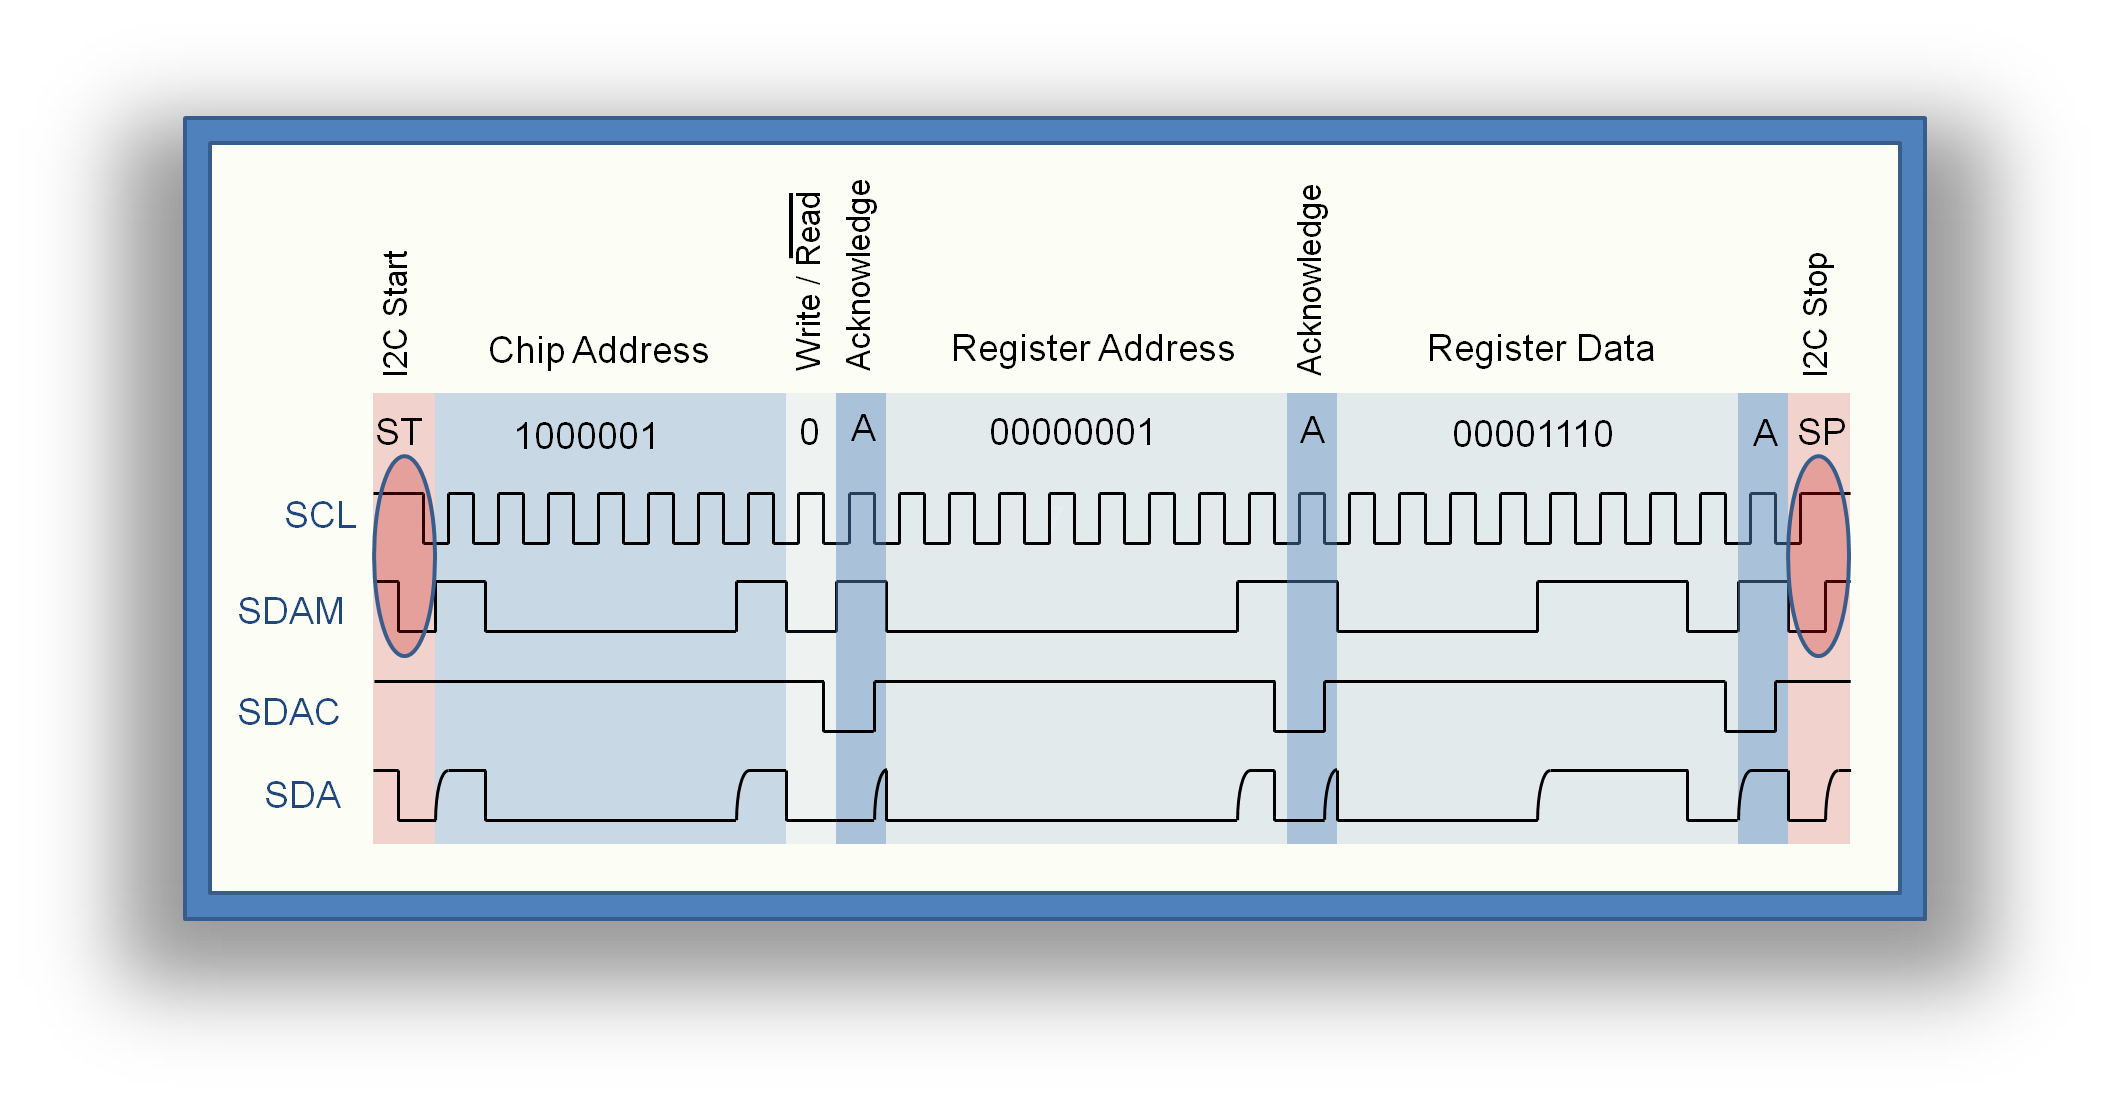 I2C Start
Chip Address
Write / Read
Acknowledge
Register Address
Acknowledge
Register Data
I2C Stop
ST 1000001 0 A 00000001 A 00001110 A SP
SCL
SDAM
SDAC
SDA